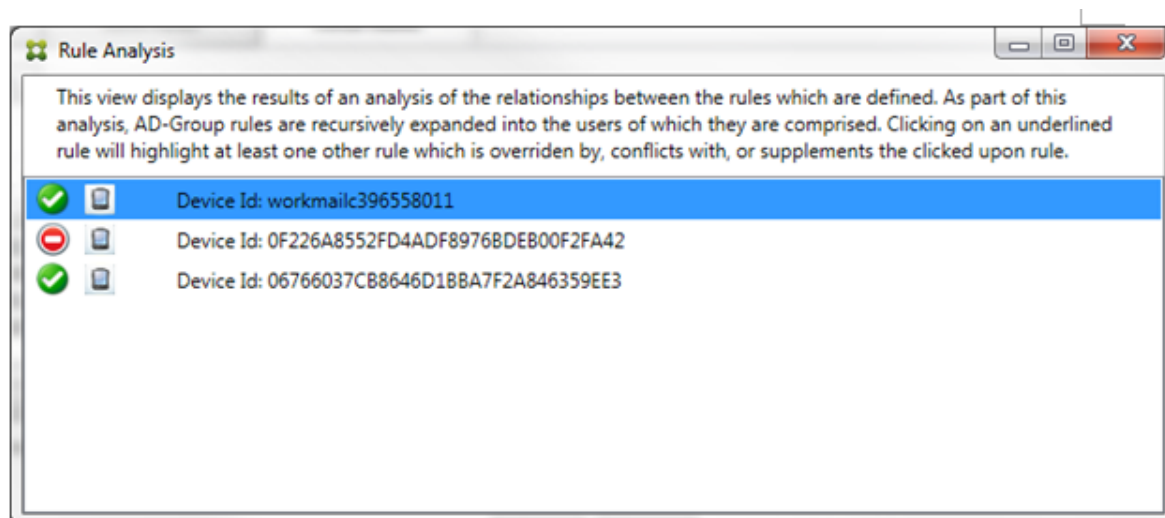 Rule Analysis
This view displays the results of an analysis of the relationships between the rules which are defined. As part of this
analysis, AD-Group rules are recursively expanded into the users of which they are comprised. Clicking on an underlined
rule will highlight at least one other rule which is overriden by, conflicts with, or supplements the clicked upon rule.
Device Id: workmailc396558011
Device Id: 0F226A8552FD4ADF8976BDEB00F2FA42
Device Id: 06766037CB8646D1BBA7F2A846359EE3